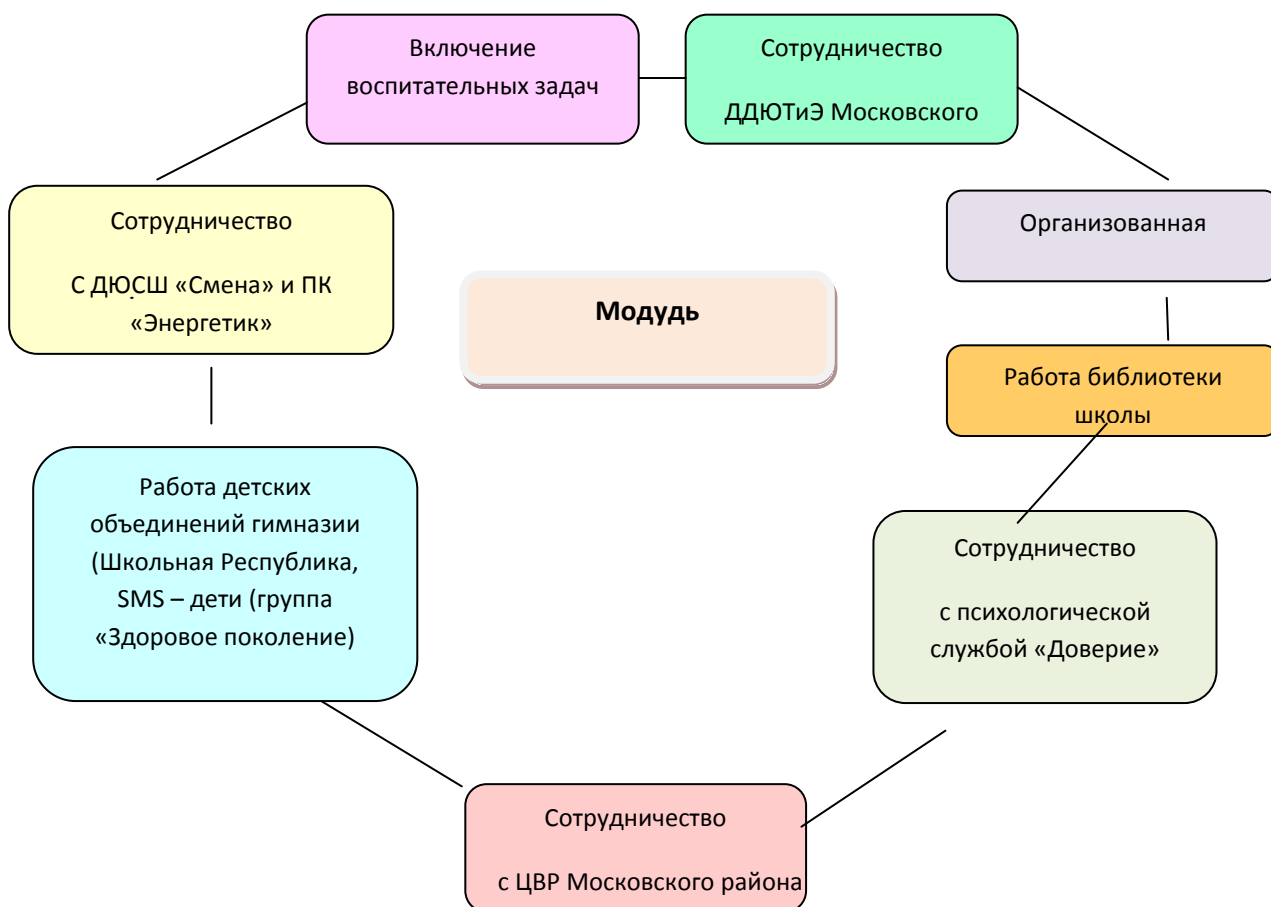 Включение
воспитательных задач
Сотрудничество
ДДЮТиЭ Московского
Сотрудничество
С ДЮСШ «Смена» и ПК
«Энергетик»
Организованная
Модудь
Работа библиотеки
школы
Работа детских
объединений гимназии
(Школьная Республика,
SMS – дети (группа
«Здоровое поколение)
Сотрудничество
с психологической
службой «Доверие»
Сотрудничество
с ЦВР Московского района